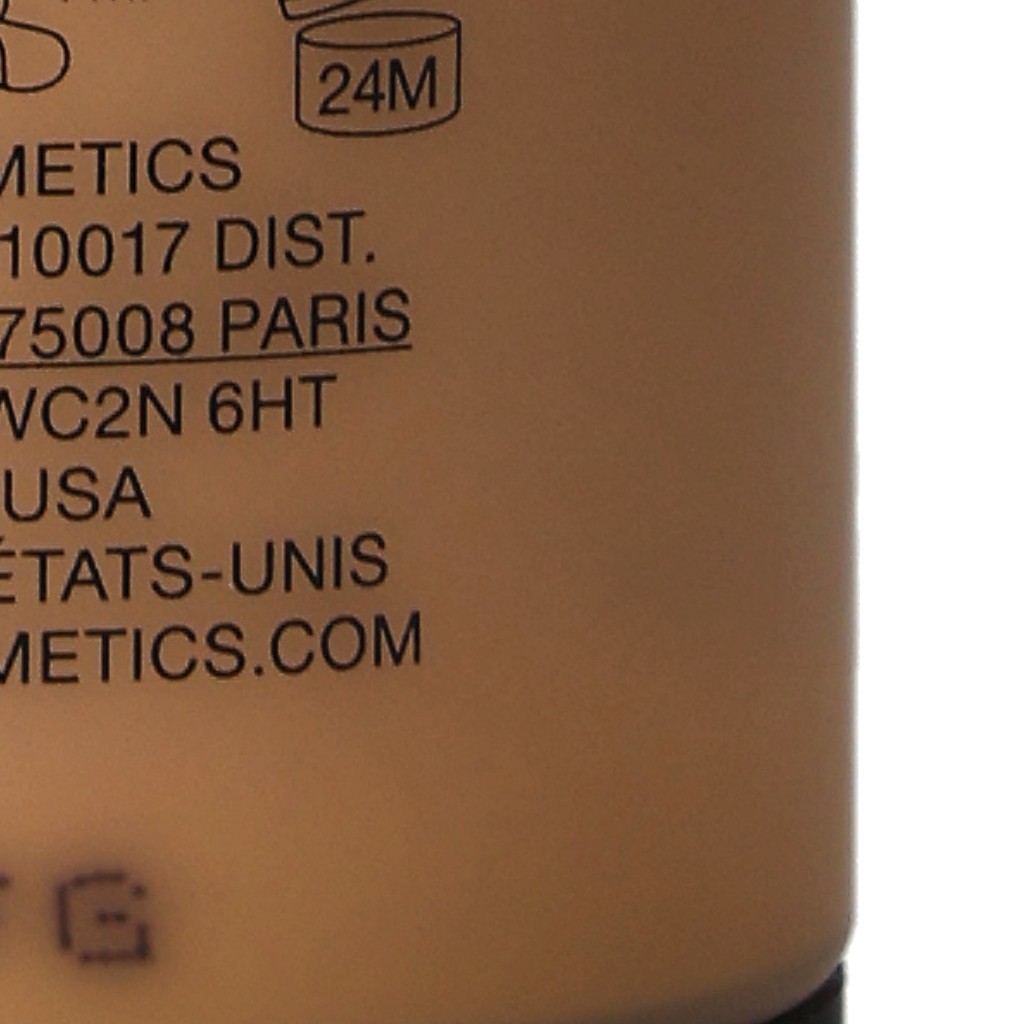 24M
METICS
10017 DIST.
75008 PARIS
WC2N 6HT
USA
ÉTATS-UNIS
METICS.COM
G